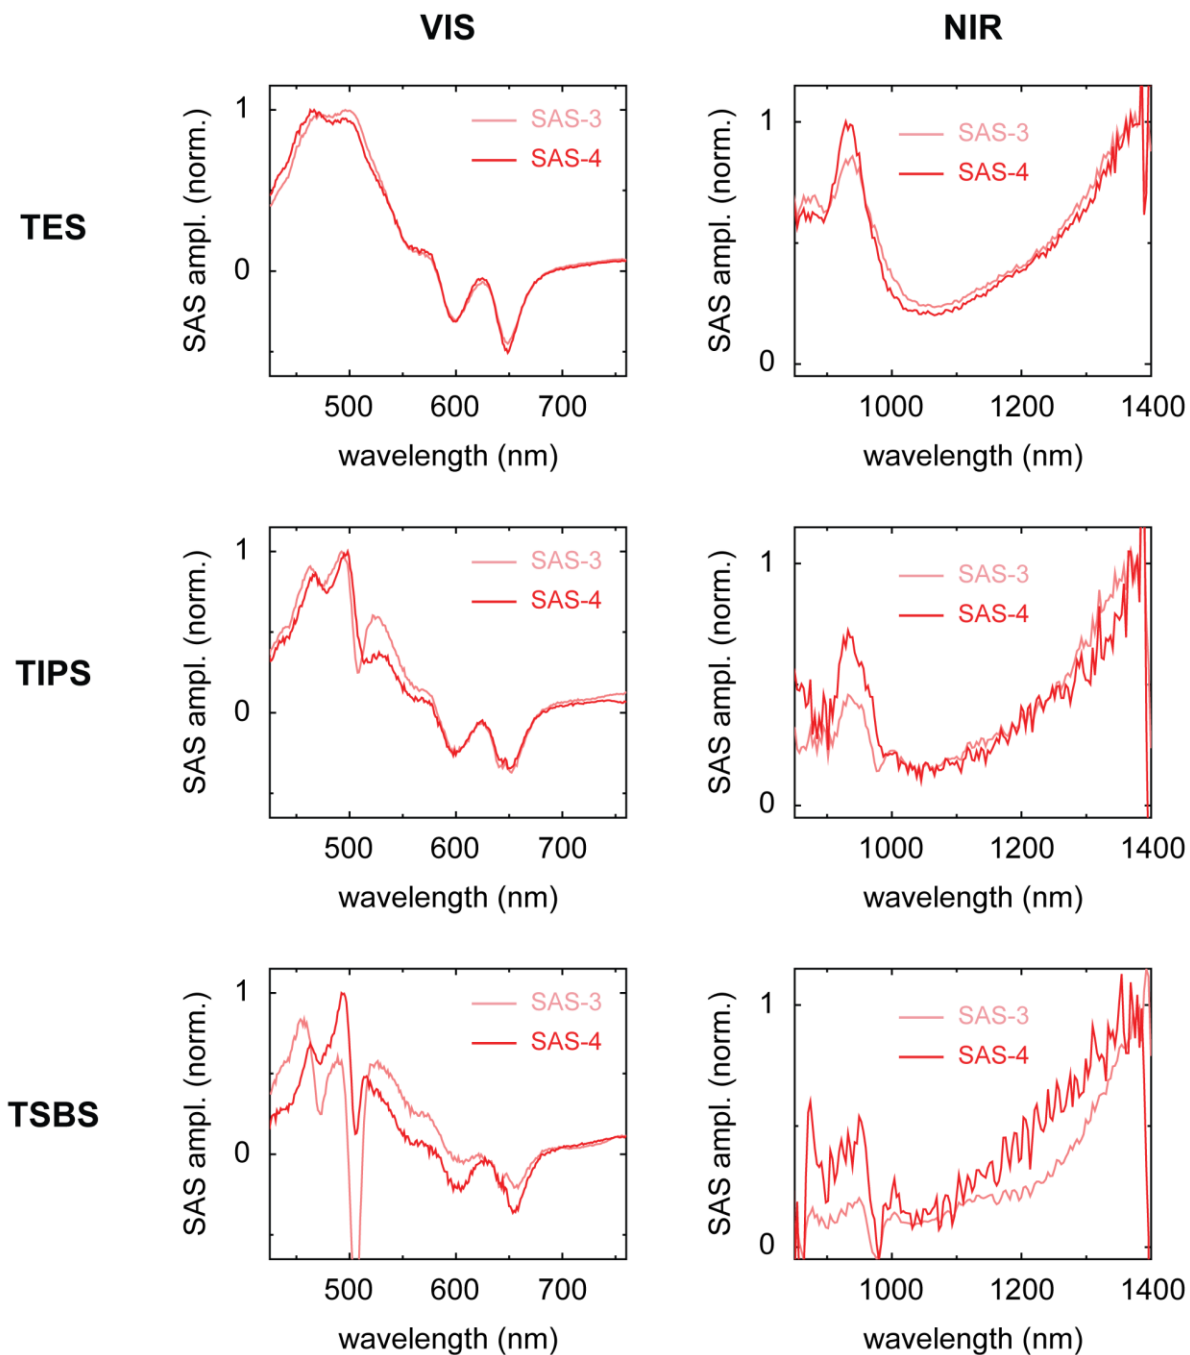 VIS
NIR
TES
SAS ampl. (norm.)
1
0
SAS-3
SAS-4
500
600
700
wavelength (nm)
SAS ampl. (norm.)
1
0
SAS-3
SAS-4
1000
1200
1400
wavelength (nm)
TIPS
SAS ampl. (norm.)
1
0
SAS-3
SAS-4
500
600
700
wavelength (nm)
SAS ampl. (norm.)
1
0
SAS-3
SAS-4
1000
1200
1400
wavelength (nm)
TSBS
SAS ampl. (norm.)
1
0
SAS-3
SAS-4
500
600
700
wavelength (nm)
SAS ampl. (norm.)
1
0
SAS-3
SAS-4
1000
1200
1400
wavelength (nm)